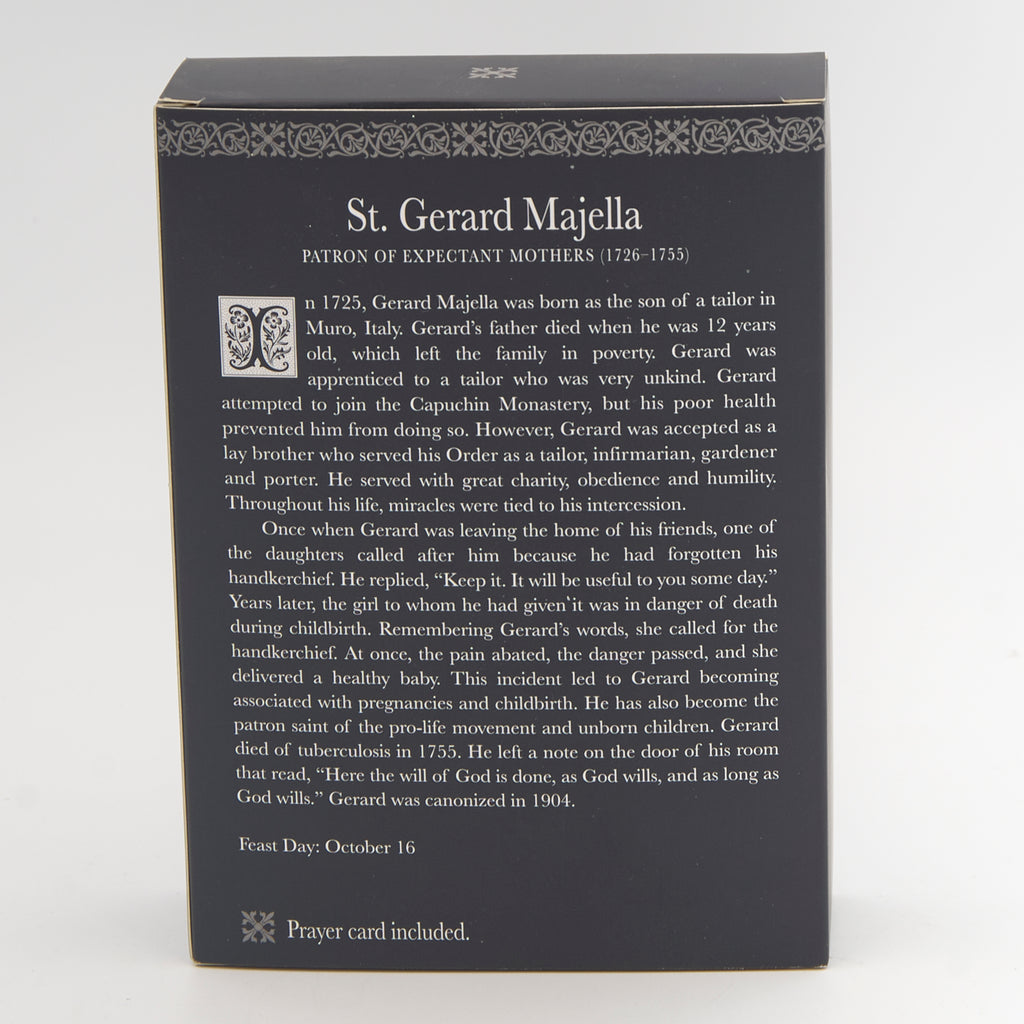 St. Gerard Majella
PATRON OF EXPECTANT MOTHERS (1726–1755)
In 1725, Gerard Majella was born as the son of a tailor in
Muro, Italy. Gerard's father died when he was 12 years
old, which left the family in poverty. Gerard was
apprenticed to a tailor who was very unkind. Gerard
attempted to join the Capuchin Monastery, but his poor health
prevented him from doing so. However, Gerard was accepted as a
lay brother who served his Order as a tailor, infirmarian, gardener
and porter. He served with great charity, obedience and humility.
Throughout his life, miracles were tied to his intercession.
Once when Gerard was leaving the home of his friends, one of
the daughters called after him because he had forgotten his
handkerchief. He replied, “Keep it. It will be useful to you some day.”
Years later, the girl to whom he had given it was in danger of death
during childbirth. Remembering Gerard's words, she called for the
handkerchief. At once, the pain abated, the danger passed, and she
delivered a healthy baby. This incident led to Gerard becoming
associated with pregnancies and childbirth. He has also become the
patron saint of the pro-life movement and unborn children. Gerard
died of tuberculosis in 1755. He left a note on the door of his room
that read, “Here the will of God is done, as God wills, and as long as
God wills.” Gerard was canonized in 1904.
Feast Day: October 16
Prayer card included.